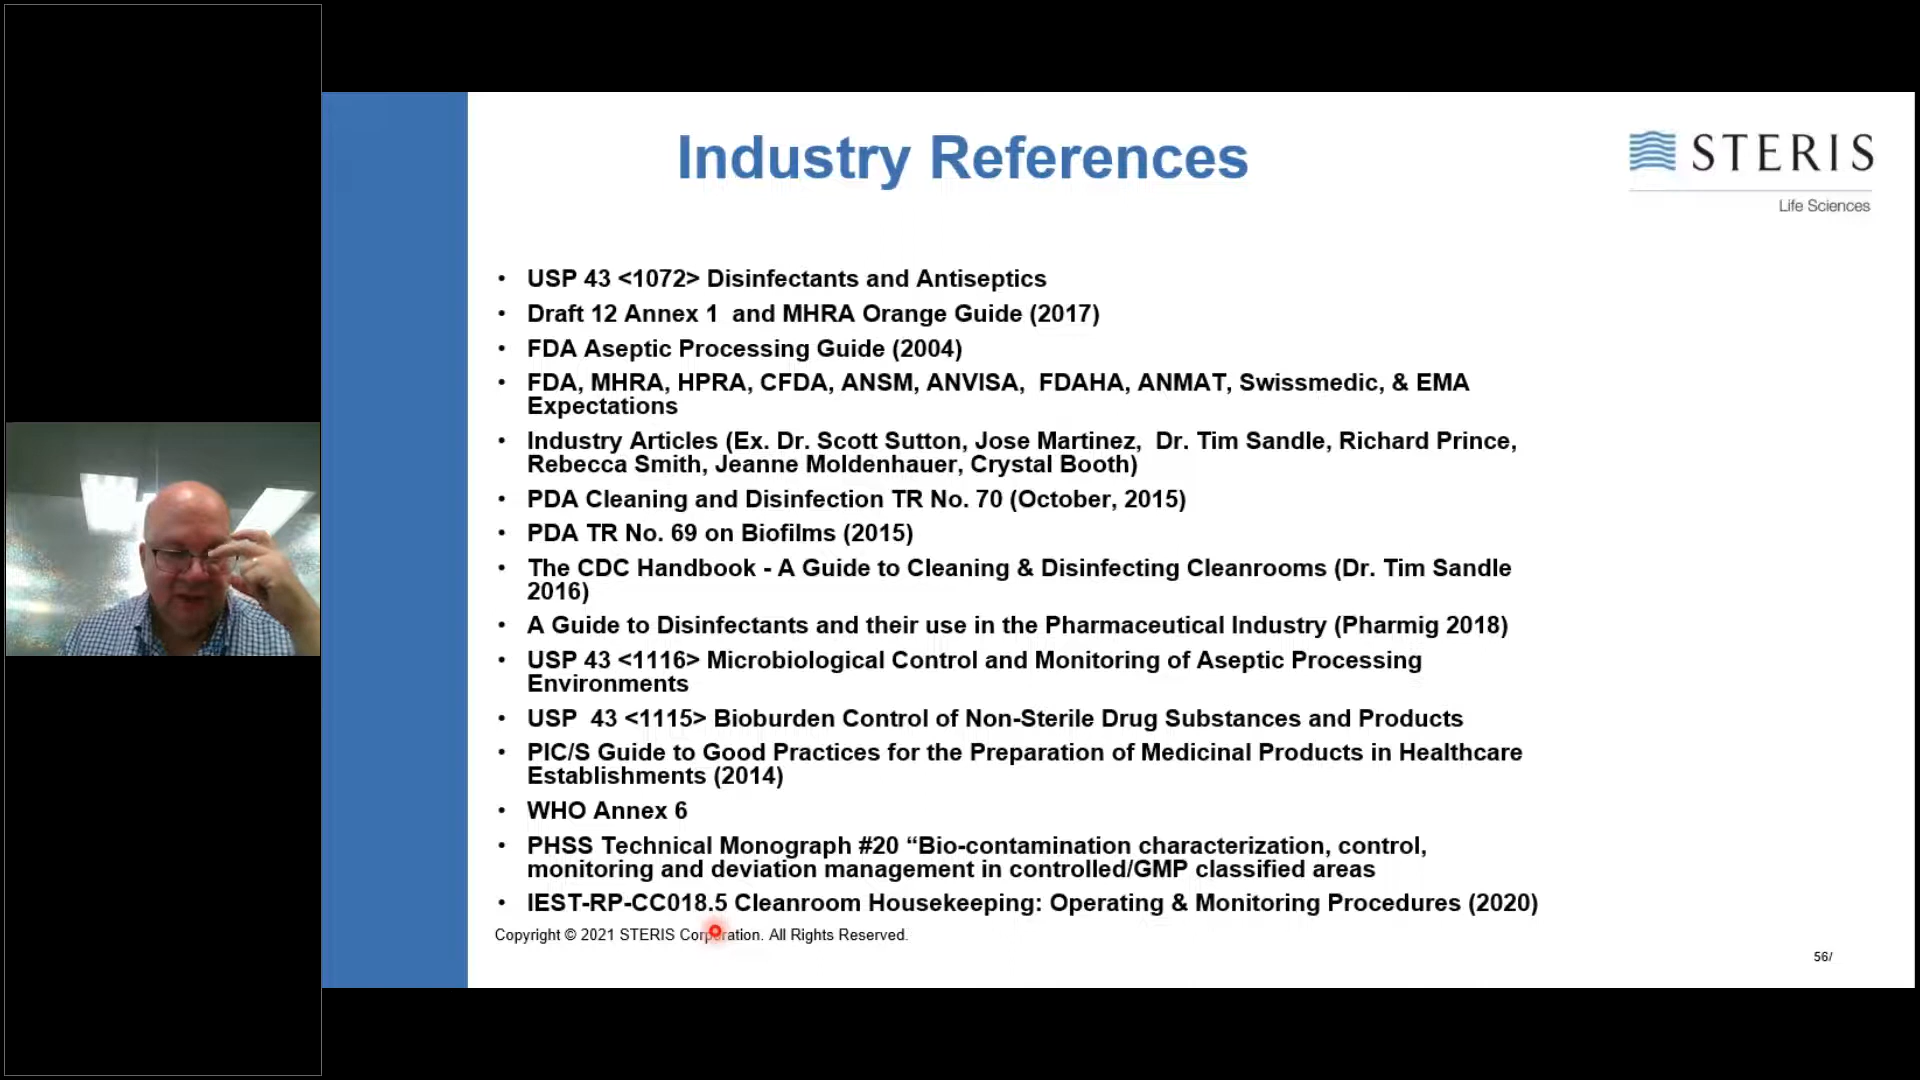 Industry References
STERIS
Life Sciences
• USP 43 <1072> Disinfectants and Antiseptics
• Draft 12 Annex 1 and MHRA Orange Guide (2017)
• FDA Aseptic Processing Guide (2004)
• FDA, MHRA, HPRA, CFDA, ANSM, ANVISA, FDAHA, ANMAT, Swissmedic, & EMA
Expectations
• Industry Articles (Ex. Dr. Scott Sutton, Jose Martinez, Dr. Tim Sandle, Richard Prince,
Rebecca Smith, Jeanne Moldenhauer, Crystal Booth)
• PDA Cleaning and Disinfection TR No. 70 (October, 2015)
• PDA TR No. 69 on Biofilms (2015)
• The CDC Handbook - A Guide to Cleaning & Disinfecting Cleanrooms (Dr. Tim Sandle
2016)
• A Guide to Disinfectants and their use in the Pharmaceutical Industry (Pharmig 2018)
• USP 43 <1116> Microbiological Control and Monitoring of Aseptic Processing
Environments
• USP 43 <1115> Bioburden Control of Non-Sterile Drug Substances and Products
• PIC/S Guide to Good Practices for the Preparation of Medicinal Products in Healthcare
Establishments (2014)
• WHO Annex 6
• PHSS Technical Monograph #20 “Bio-contamination characterization, control,
monitoring and deviation management in controlled/GMP classified areas
• IEST-RP-CC018.5 Cleanroom Housekeeping: Operating & Monitoring Procedures (2020)
Copyright © 2021 STERIS Corporation. All Rights Reserved.
56/